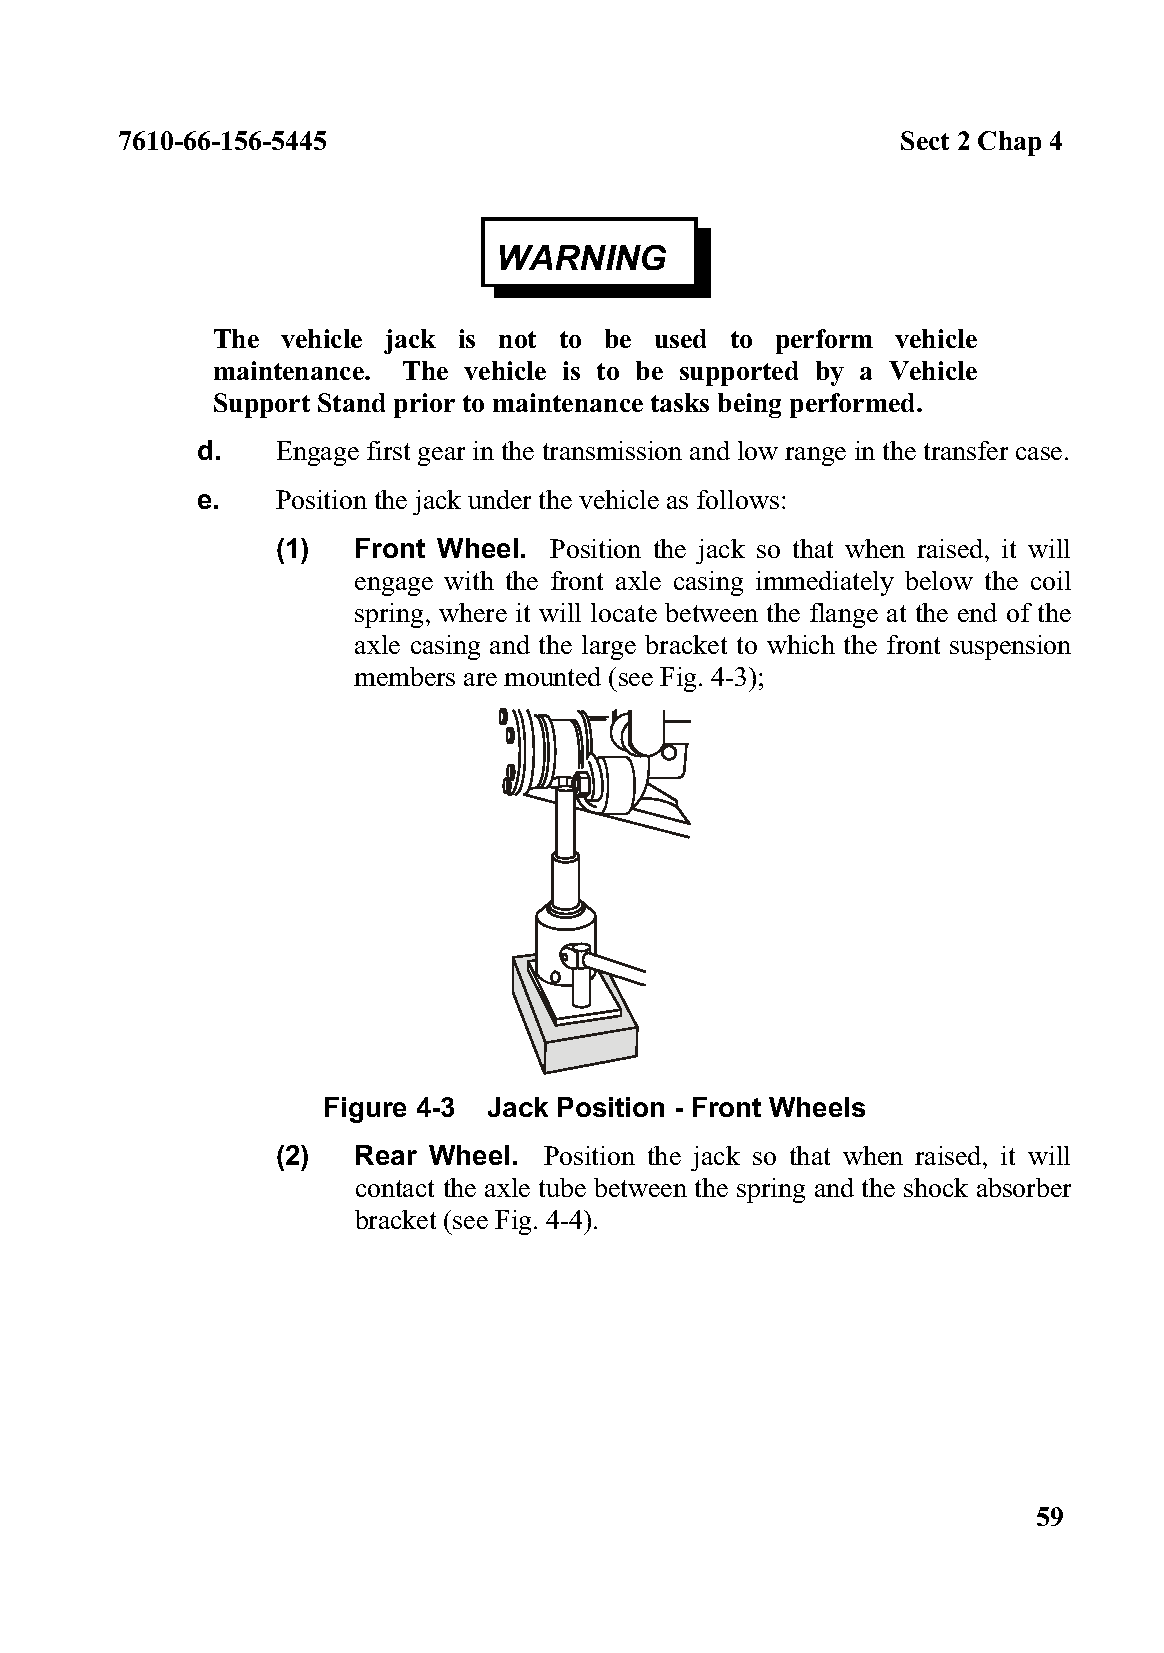 7610-66-156-5445 Sect 2 Chap 4
WARNING
The vehicle jack is not to be used to perform vehicle
maintenance. The vehicle is to be supported by a Vehicle
Support Stand prior to maintenance tasks being performed.
d. Engage first gear in the transmission and low range in the transfer case.
e. Position the jack under the vehicle as follows:
(1) Front Wheel. Position the jack so that when raised, it will
engage with the front axle casing immediately below the coil
spring, where it will locate between the flange at the end of the
axle casing and the large bracket to which the front suspension
members are mounted (see Fig. 4-3);
Figure 4-3 Jack Position - Front Wheels
(2) Rear Wheel. Position the jack so that when raised, it will
contact the axle tube between the spring and the shock absorber
bracket (see Fig. 4-4).
59